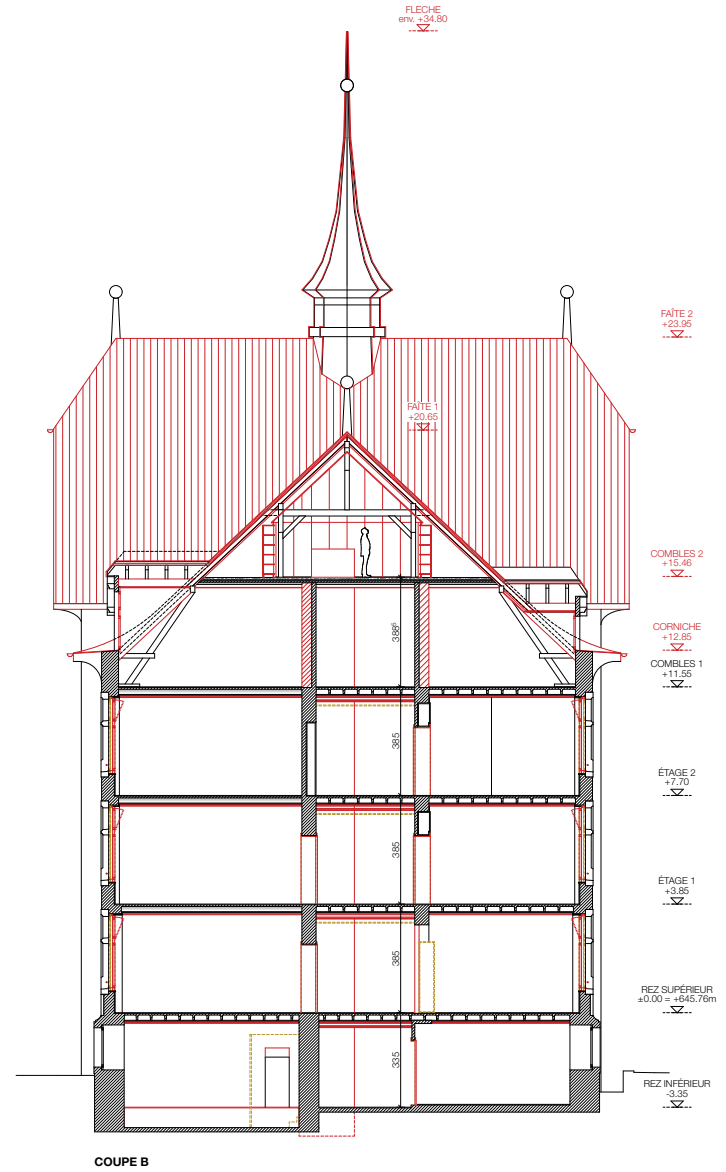 FLECHE
env. +34.80
FAÎTE 2
+23.95
FAÎTE 1
+20.65
COMBLES 2
+15.46
CORNICHE
+12.85
388⁶
COMBLES 1
+11.55
385
ÉTAGE 2
+7.70
385
ÉTAGE 1
+3.85
385
REZ SUPÉRIEUR
±0.00 = +645.76m
335
REZ INFÉRIEUR
-3.35
COUPE B